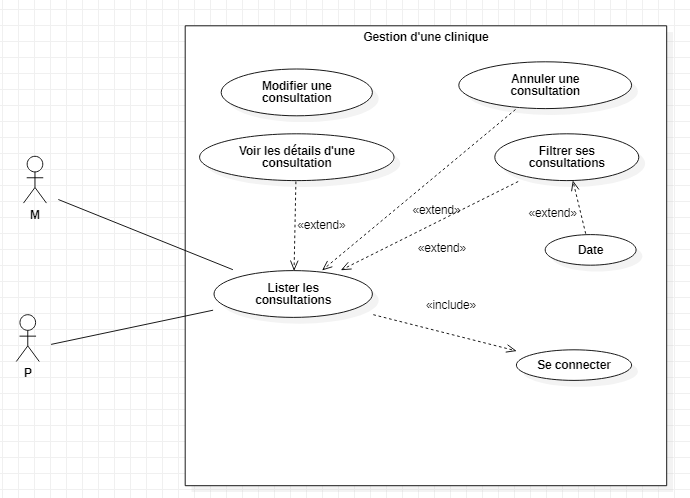 Gestion d'une clinique
Modifier une
consultation
Annuler une
consultation
Voir les détails d'une
consultation
Filtrer ses
consultations
M
«extend»
«extend»
«extend»
«extend»
Date
Lister les
consultations
«include»
P
Se connecter